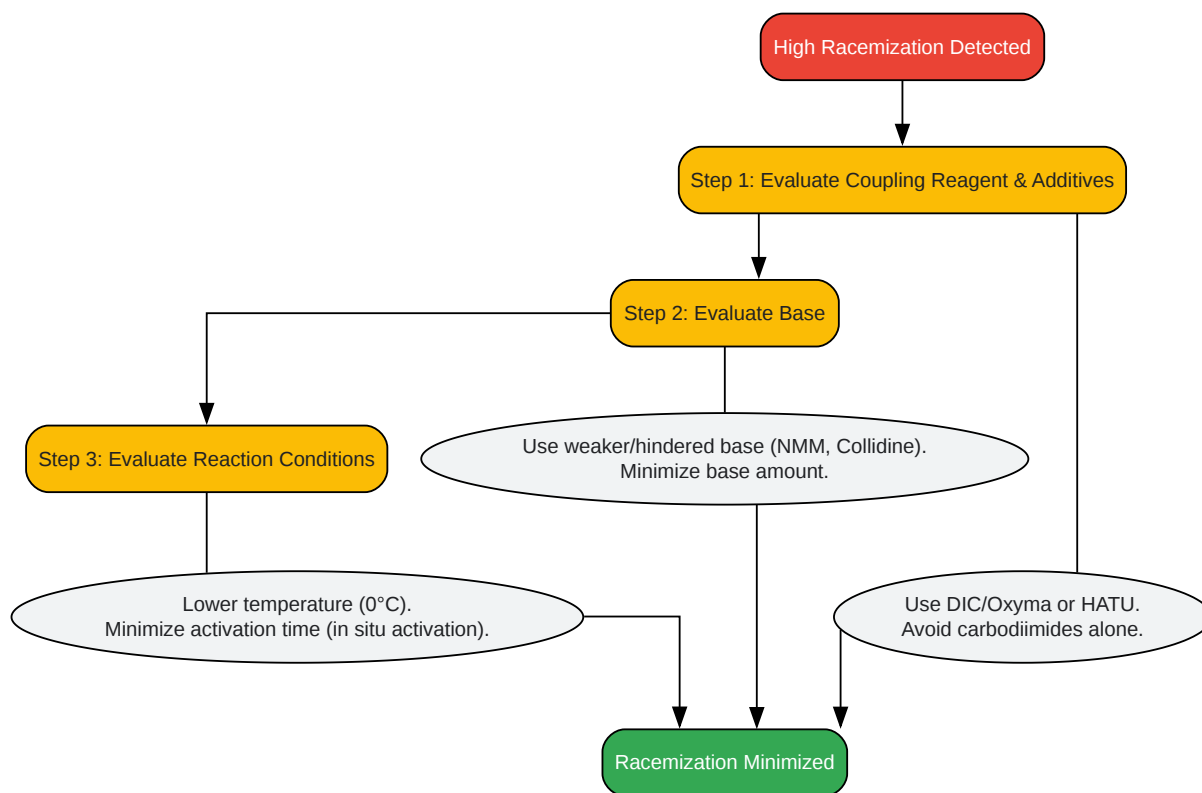 High Racemization Detected
Step 1: Evaluate Coupling Reagent & Additives
Step 2: Evaluate Base
Step 3: Evaluate Reaction Conditions
Use weaker/hindered base (NMM, Collidine).
Minimize base amount.
Lower temperature (0°C).
Minimize activation time (in situ activation).
Use DIC/Oxyma or HATU.
Avoid carbodiimides alone.
Racemization Minimized